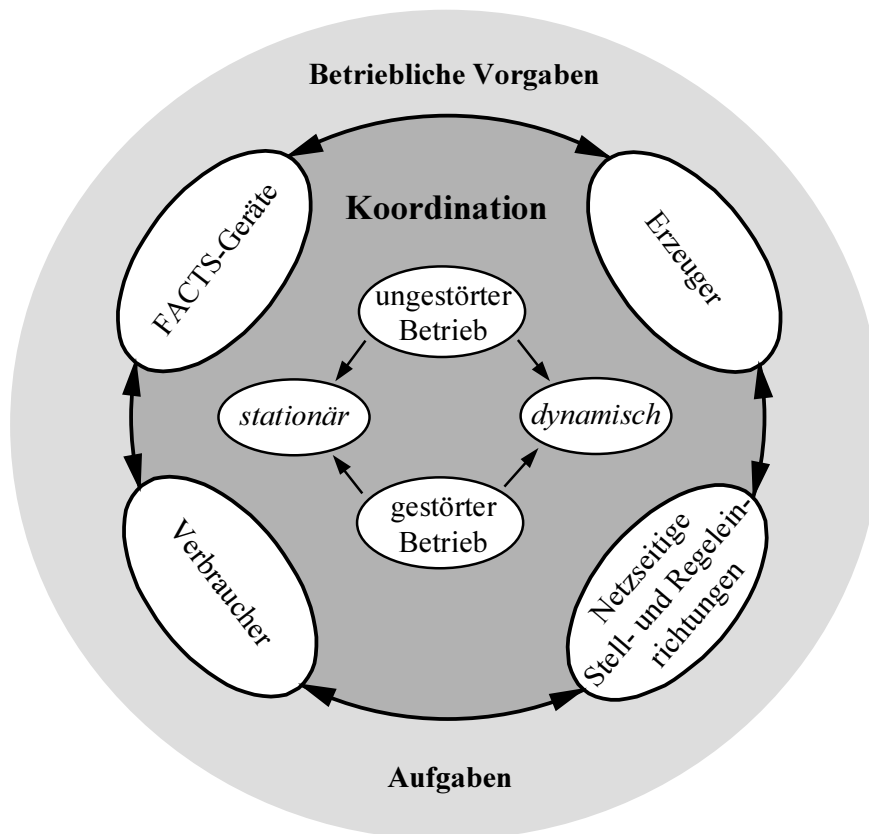 Betriebliche Vorgaben
FACTS-Geräte
Koordination
Erzeuger
ungestörter
Betrieb
stationär
dynamisch
gestörter
Betrieb
Verbraucher
Netzseitige
Stell- und Regelein-
richtungen
Aufgaben